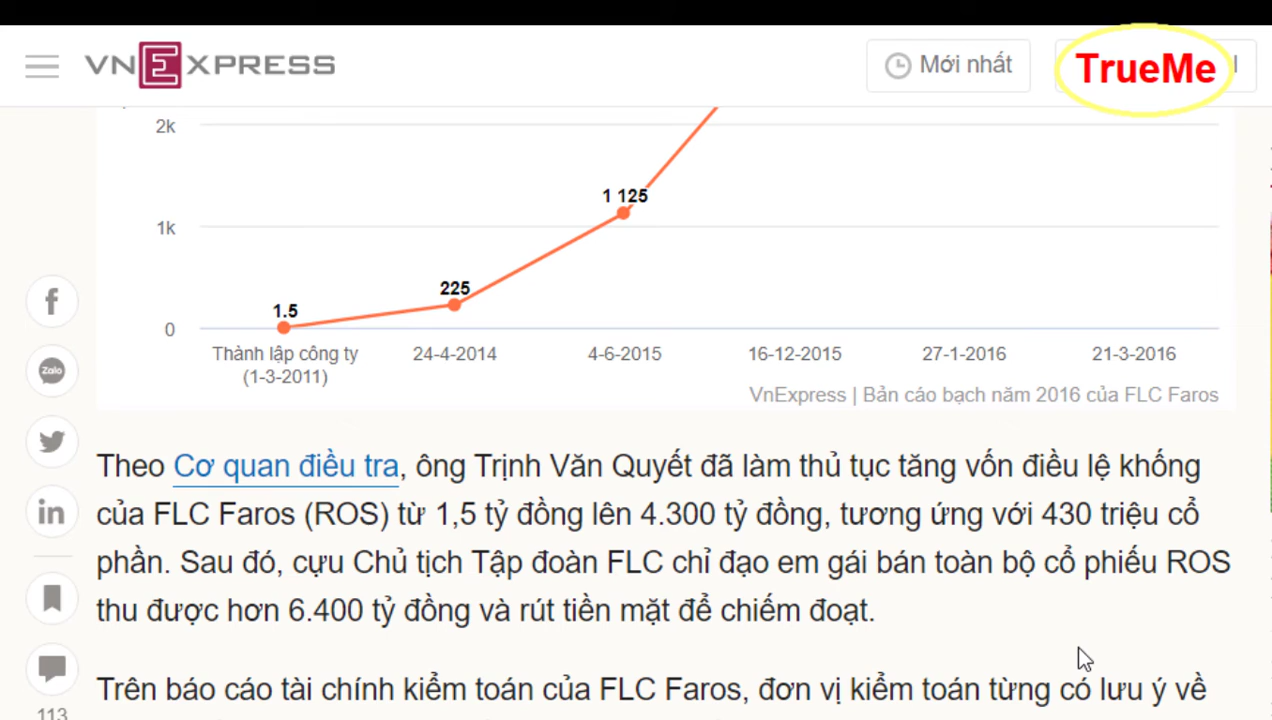 VNEXPRESS
Mới nhất
TrueMe
2k
1 125
1k
225
1.5
0
Thành lập công ty 24-4-2014 4-6-2015 16-12-2015 27-1-2016 21-3-2016
(1-3-2011)
VnExpress | Bản cáo bạch năm 2016 của FLC Faros
Theo Cơ quan điều tra, ông Trịnh Văn Quyết đã làm thủ tục tăng vốn điều lệ khống
của FLC Faros (ROS) từ 1,5 tỷ đồng lên 4.300 tỷ đồng, tương ứng với 430 triệu cổ
phần. Sau đó, cựu Chủ tịch Tập đoàn FLC chỉ đạo em gái bán toàn bộ cổ phiếu ROS
thu được hơn 6.400 tỷ đồng và rút tiền mặt để chiếm đoạt.
Zalo
Trên báo cáo tài chính kiểm toán của FLC Faros, đơn vị kiểm toán từng có lưu ý về
113